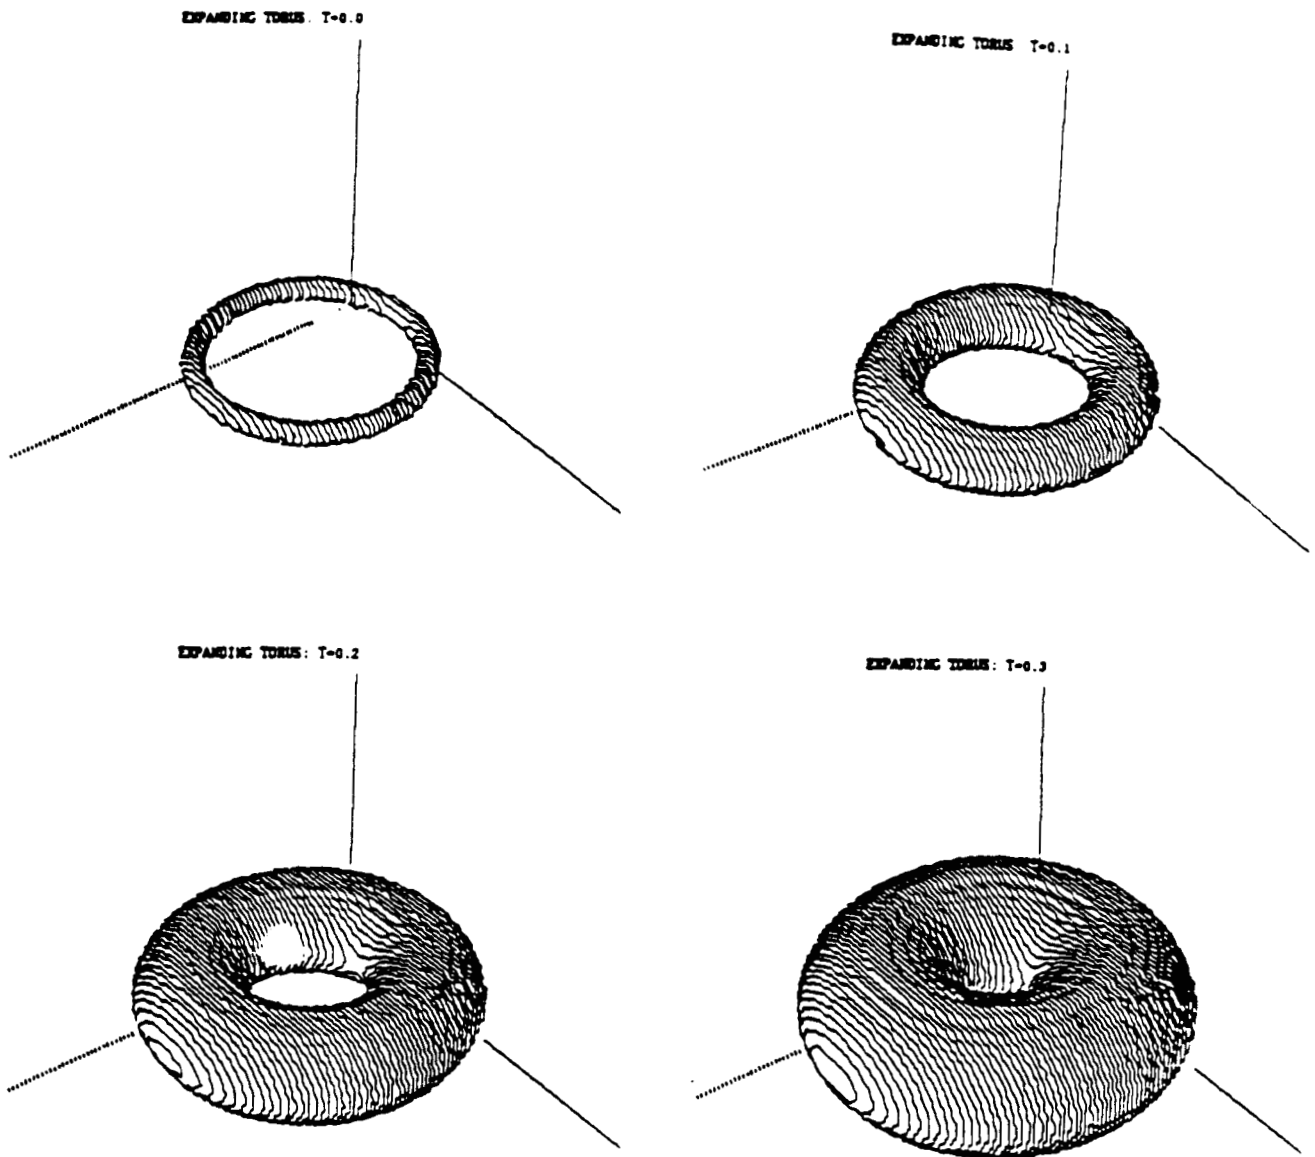 EXPANDING TORUS. T=0.0
EXPANDING TORUS T=0.1
EXPANDING TORUS: T=0.2
EXPANDING TORUS: T=0.3